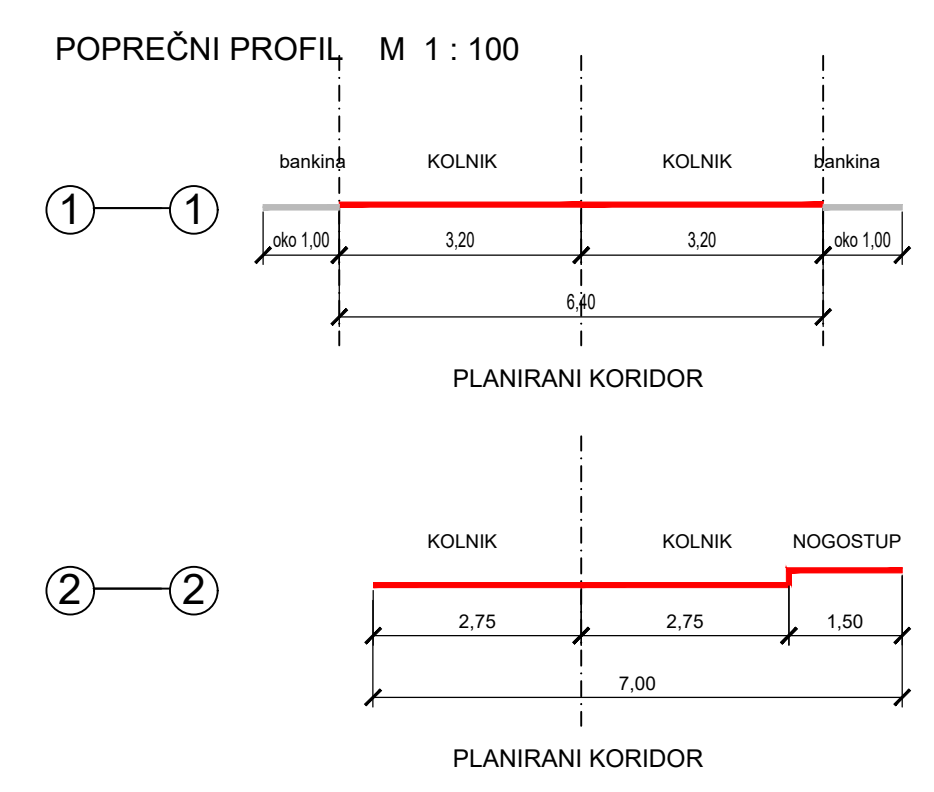 POPREČNI PROFIL M 1 : 100
bankina KOLNIK KOLNIK bankina
1 1
oko 1,00 3,20 3,20 oko 1,00
6,40
PLANIRANI KORIDOR
KOLNIK KOLNIK NOGOSTUP
2 2
2,75 2,75 1,50
7,00
PLANIRANI KORIDOR